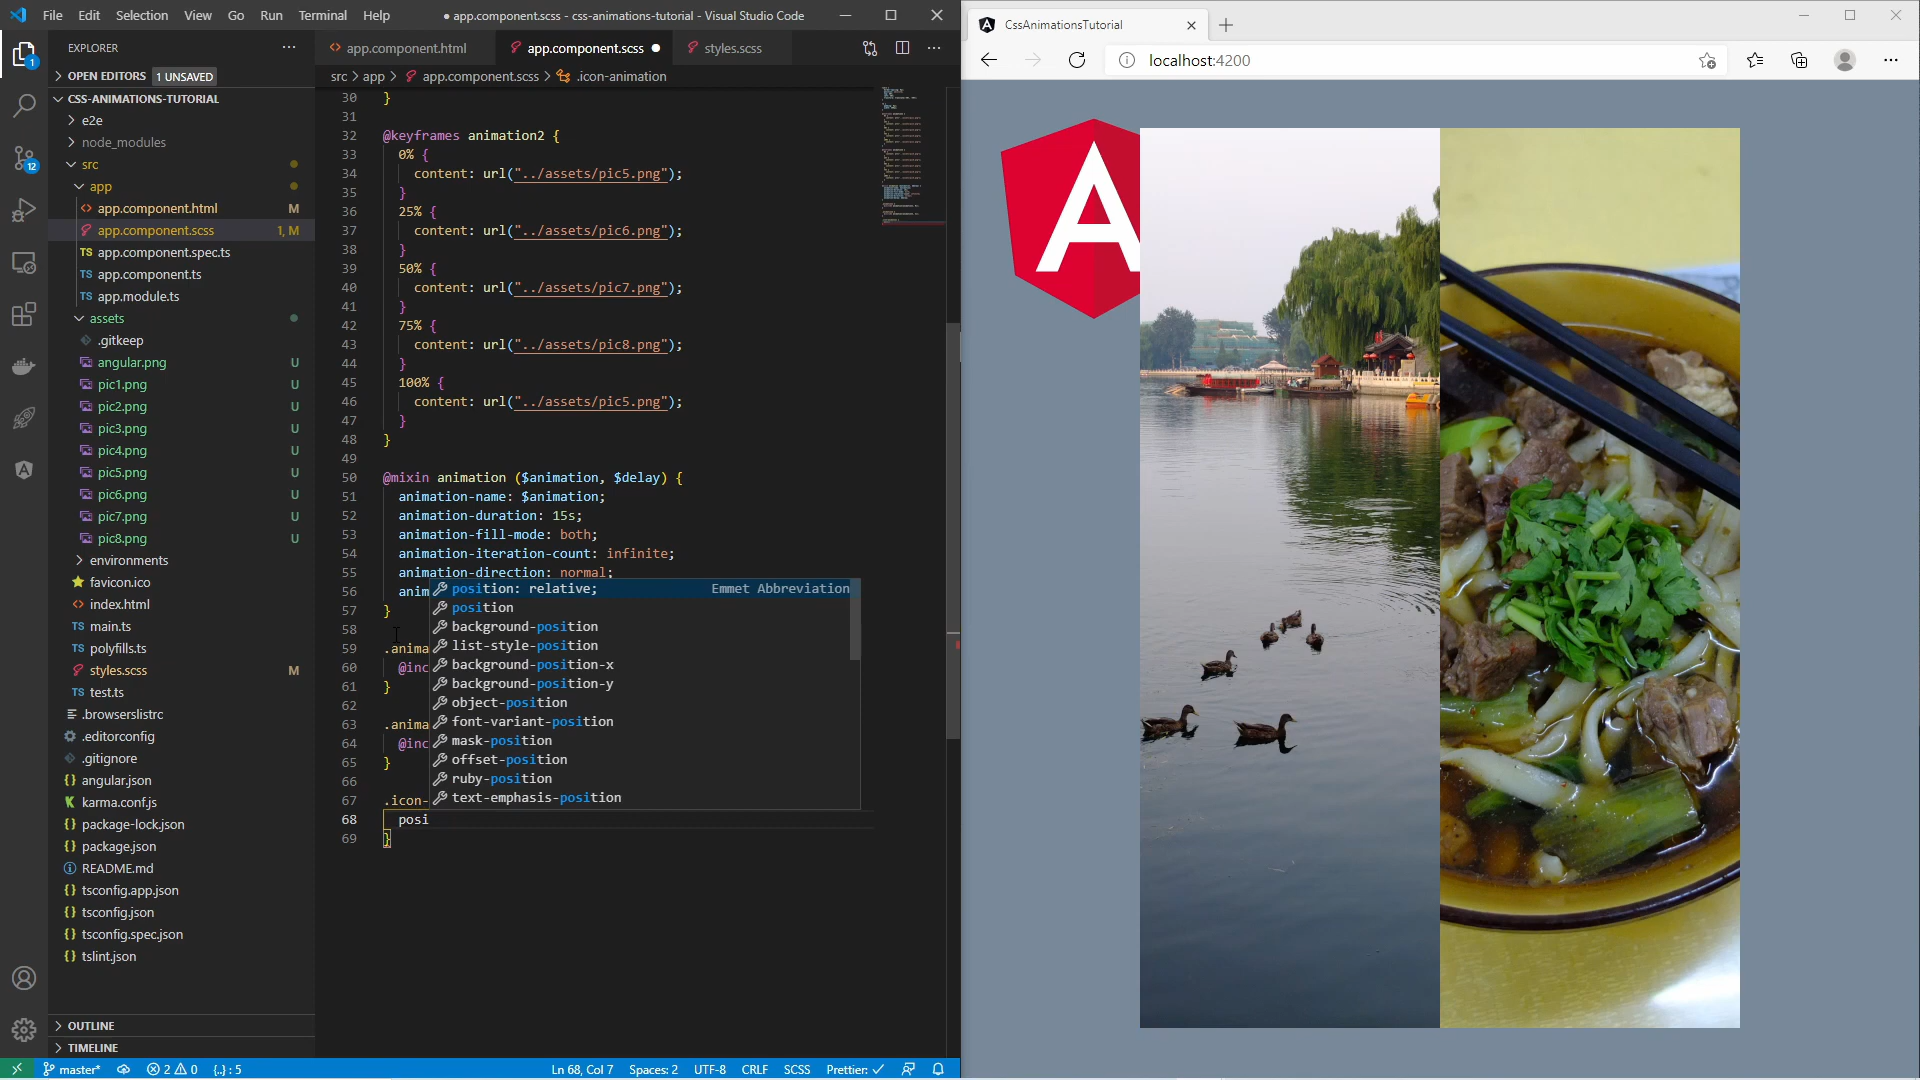 File Edit Selection View Go Run Terminal Help
● app.component.scss - css-animations-tutorial - Visual Studio Code
EXPLORER
OPEN EDITORS 1 UNSAVED
CSS-ANIMATIONS-TUTORIAL
e2e
node_modules
src
app
app.component.html M
app.component.scss 1, M
TS app.component.spec.ts
TS app.component.ts
TS app.module.ts
assets
.gitkeep
angular.png U
pic1.png U
pic2.png U
pic3.png U
pic4.png U
pic5.png U
pic6.png U
pic7.png U
pic8.png U
environments
favicon.ico
index.html
TS main.ts
TS polyfills.ts
styles.scss M
TS test.ts
.browserslistrc
.editorconfig
.gitignore
angular.json
karma.conf.js
package-lock.json
package.json
README.md
tsconfig.app.json
tsconfig.json
tsconfig.spec.json
tslint.json
OUTLINE
TIMELINE
1
12
app.component.html app.component.scss ● styles.scss
src > app > app.component.scss > .icon-animation
30 }
31
32 @keyframes animation2 {
33 0% {
34 content: url("../assets/pic5.png");
35 }
36 25% {
37 content: url("../assets/pic6.png");
38 }
39 50% {
40 content: url("../assets/pic7.png");
41 }
42 75% {
43 content: url("../assets/pic8.png");
44 }
45 100% {
46 content: url("../assets/pic5.png");
47 }
48 }
49
50 @mixin animation ($animation, $delay) {
51 animation-name: $animation;
52 animation-duration: 15s;
53 animation-fill-mode: both;
54 animation-iteration-count: infinite;
55 animation-direction: normal;
56 anim
57 }
58
59 .anima
60 @inc
61 }
62
63 .anima
64 @inc
65 }
66
67 .icon-
68 posi
69 }
position: relative; Emmet Abbreviation
position
background-position
list-style-position
background-position-x
background-position-y
object-position
font-variant-position
mask-position
offset-position
ruby-position
text-emphasis-position
master* 2 0 {..} : 5 Ln 68, Col 7 Spaces: 2 UTF-8 CRLF SCSS Prettier: ✓
CssAnimationsTutorial
localhost:4200
A